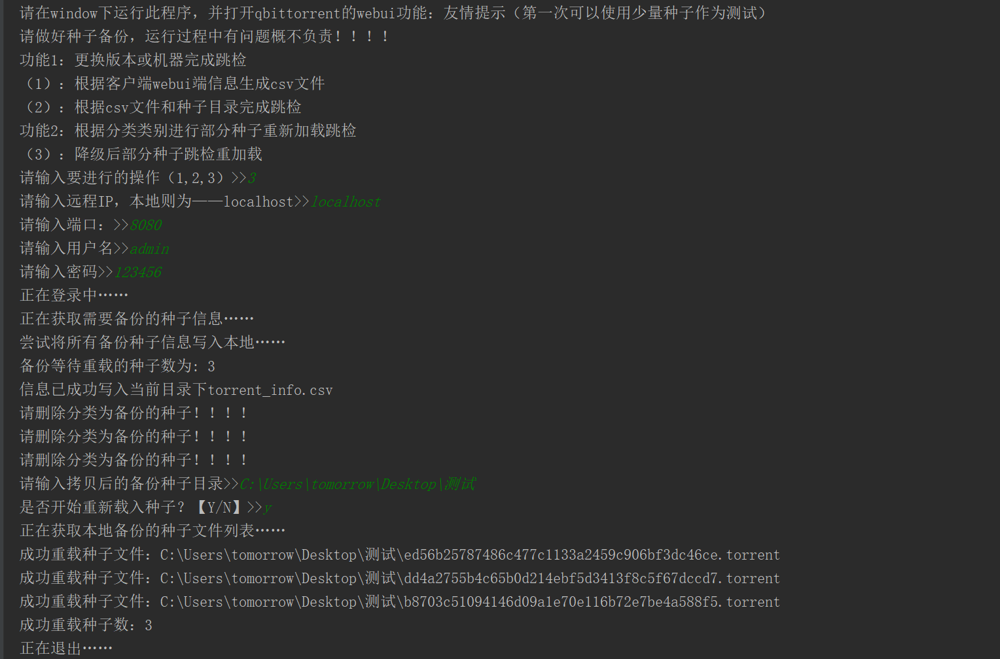 请在window下运行此程序，并打开qbittorrent的webui功能：友情提示（第一次可以使用少量种子作为测试）
请做好种子备份，运行过程中有问题概不负责！！！！
功能1：更换版本或机器完成跳检
（1）：根据客户端webui端信息生成csv文件
（2）：根据csv文件和种子目录完成跳检
功能2：根据分类类别进行部分种子重新加载跳检
（3）：降级后部分种子跳检重加载
请输入要进行的操作（1,2,3）>>3
请输入远程IP，本地则为——localhost>>localhost
请输入端口：>>8080
请输入用户名>>admin
请输入密码>>123456
正在登录中……
正在获取需要备份的种子信息……
尝试将所有备份种子信息写入本地……
备份等待重载的种子数为: 3
信息已成功写入当前目录下torrent_info.csv
请删除分类为备份的种子！！！！
请删除分类为备份的种子！！！！
请删除分类为备份的种子！！！！
请输入拷贝后的备份种子目录>>C:\Users\tomorrow\Desktop\测试
是否开始重新载入种子？【Y/N】>>y
正在获取本地备份的种子文件列表……
成功重载种子文件：C:\Users\tomorrow\Desktop\测试\ed56b25787486c477c1133a2459c906bf3dc46ce.torrent
成功重载种子文件：C:\Users\tomorrow\Desktop\测试\dd4a2755b4c65b0d214ebf5d3413f8c5f67dccd7.torrent
成功重载种子文件：C:\Users\tomorrow\Desktop\测试\b8703c51094146d09a1e70e116b72e7be4a588f5.torrent
成功重载种子数：3
正在退出……